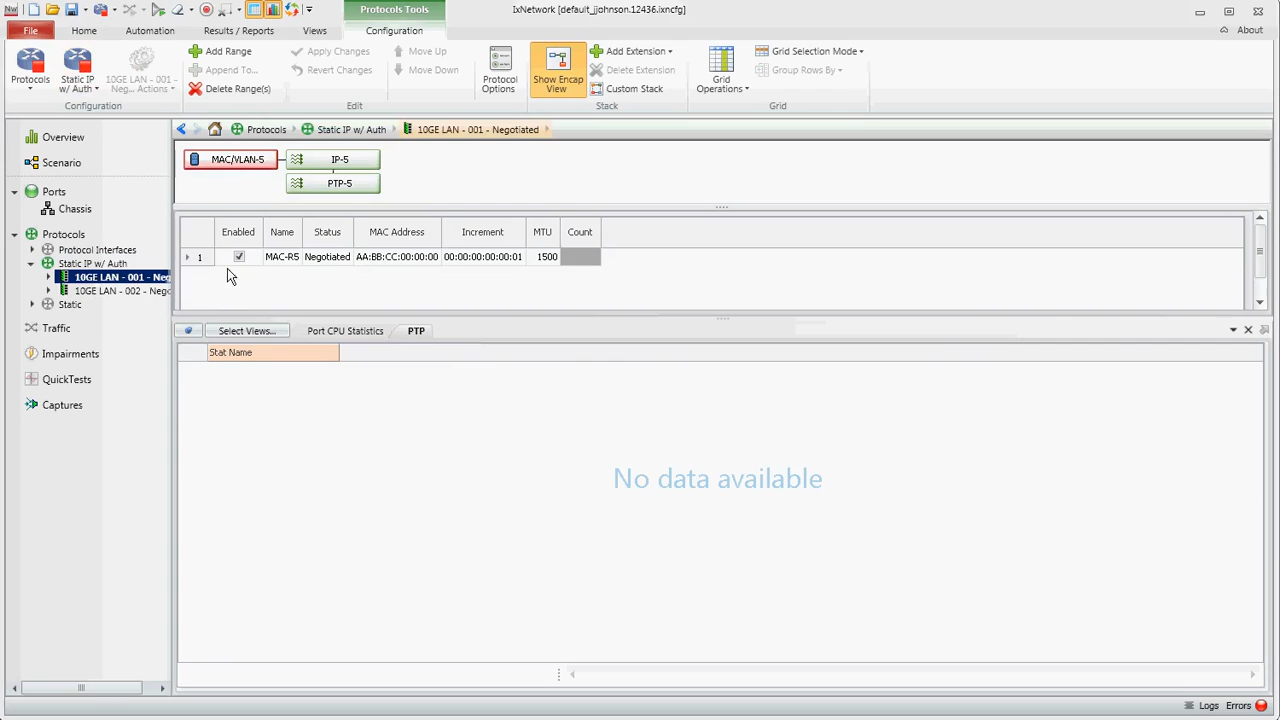 Nw
Protocols Tools
IxNetwork [default_jjohnson.12436.ixncfg]
File
Home
Automation
Results / Reports
Views
Configuration
About
Protocols
Static IP
w/ Auth
10GE LAN - 001 -
Neg... Actions
Configuration
Add Range
Append To...
Delete Range(s)
Apply Changes
Revert Changes
Move Up
Move Down
Edit
Protocol
Options
Show Encap
View
Add Extension
Delete Extension
Custom Stack
Stack
Grid
Operations
Grid Selection Mode
Group Rows By
Grid
Overview
Scenario
Ports
Chassis
Protocols
Protocol Interfaces
Static IP w/ Auth
10GE LAN - 001 - Neg
10GE LAN - 002 - Nego
Static
Traffic
Impairments
QuickTests
Captures
Protocols
Static IP w/ Auth
10GE LAN - 001 - Negotiated
MAC/VLAN-5
IP-5
PTP-5
Enabled Name Status MAC Address Increment MTU Count
1 MAC-R5 Negotiated AA:BB:CC:00:00:00 00:00:00:00:00:01 1500
Select Views...
Port CPU Statistics
PTP
Stat Name
No data available
Logs
Errors